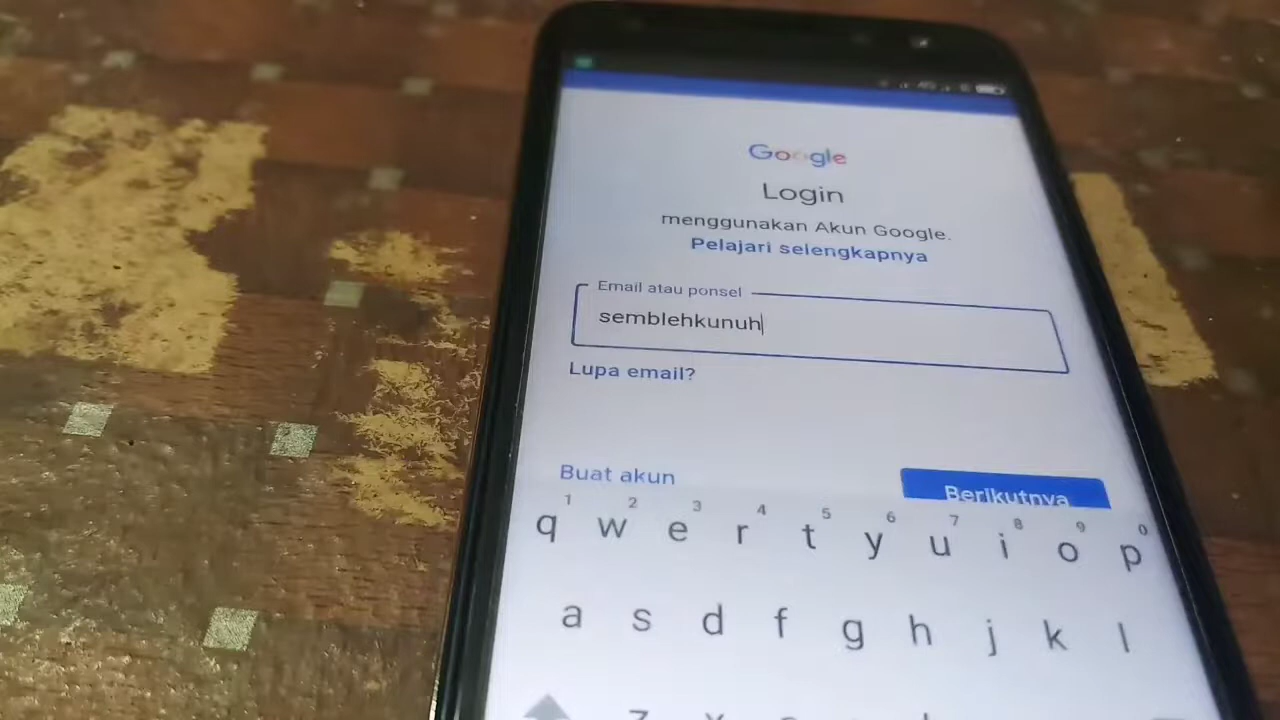 Google
Login
menggunakan Akun Google.
Pelajari selengkapnya
Email atau ponsel
semblehkunuh
Lupa email?
Buat akun
Berikutnya
1 2 3 4 5 6 7 8 9 0
q w e r t y u i o p
a s d f g h j k l